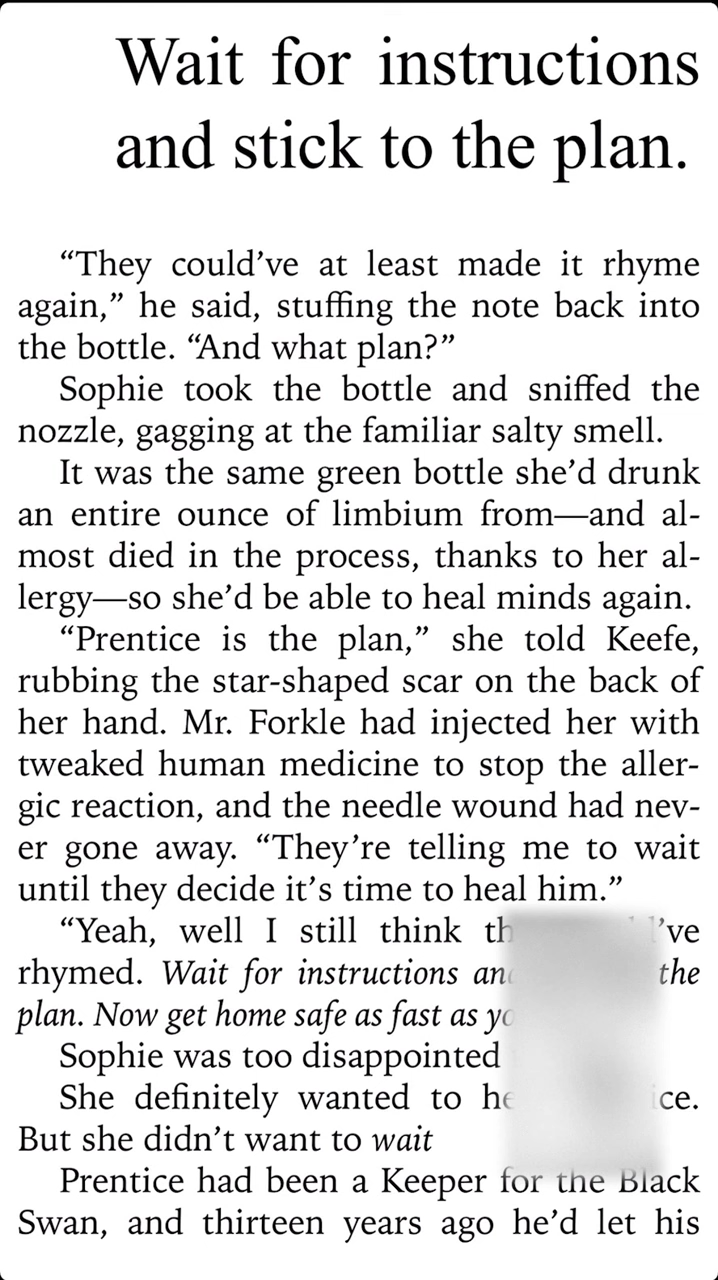 Wait for instructions
and stick to the plan.
“They could’ve at least made it rhyme
again,” he said, stuffing the note back into
the bottle. “And what plan?”
Sophie took the bottle and sniffed the
nozzle, gagging at the familiar salty smell.
It was the same green bottle she’d drunk
an entire ounce of limbium from—and al-
most died in the process, thanks to her al-
lergy—so she’d be able to heal minds again.
“Prentice is the plan,” she told Keefe,
rubbing the star-shaped scar on the back of
her hand. Mr. Forkle had injected her with
tweaked human medicine to stop the aller-
gic reaction, and the needle wound had nev-
er gone away. “They’re telling me to wait
until they decide it’s time to heal him.”
“Yeah, well I still think
rhymed. Wait for instructions the
plan. Now get home safe as fast as
Sophie was too disappointed
She definitely wanted to
But she didn’t want to wait
Prentice had been a Keeper for the Black
Swan, and thirteen years ago he’d let his